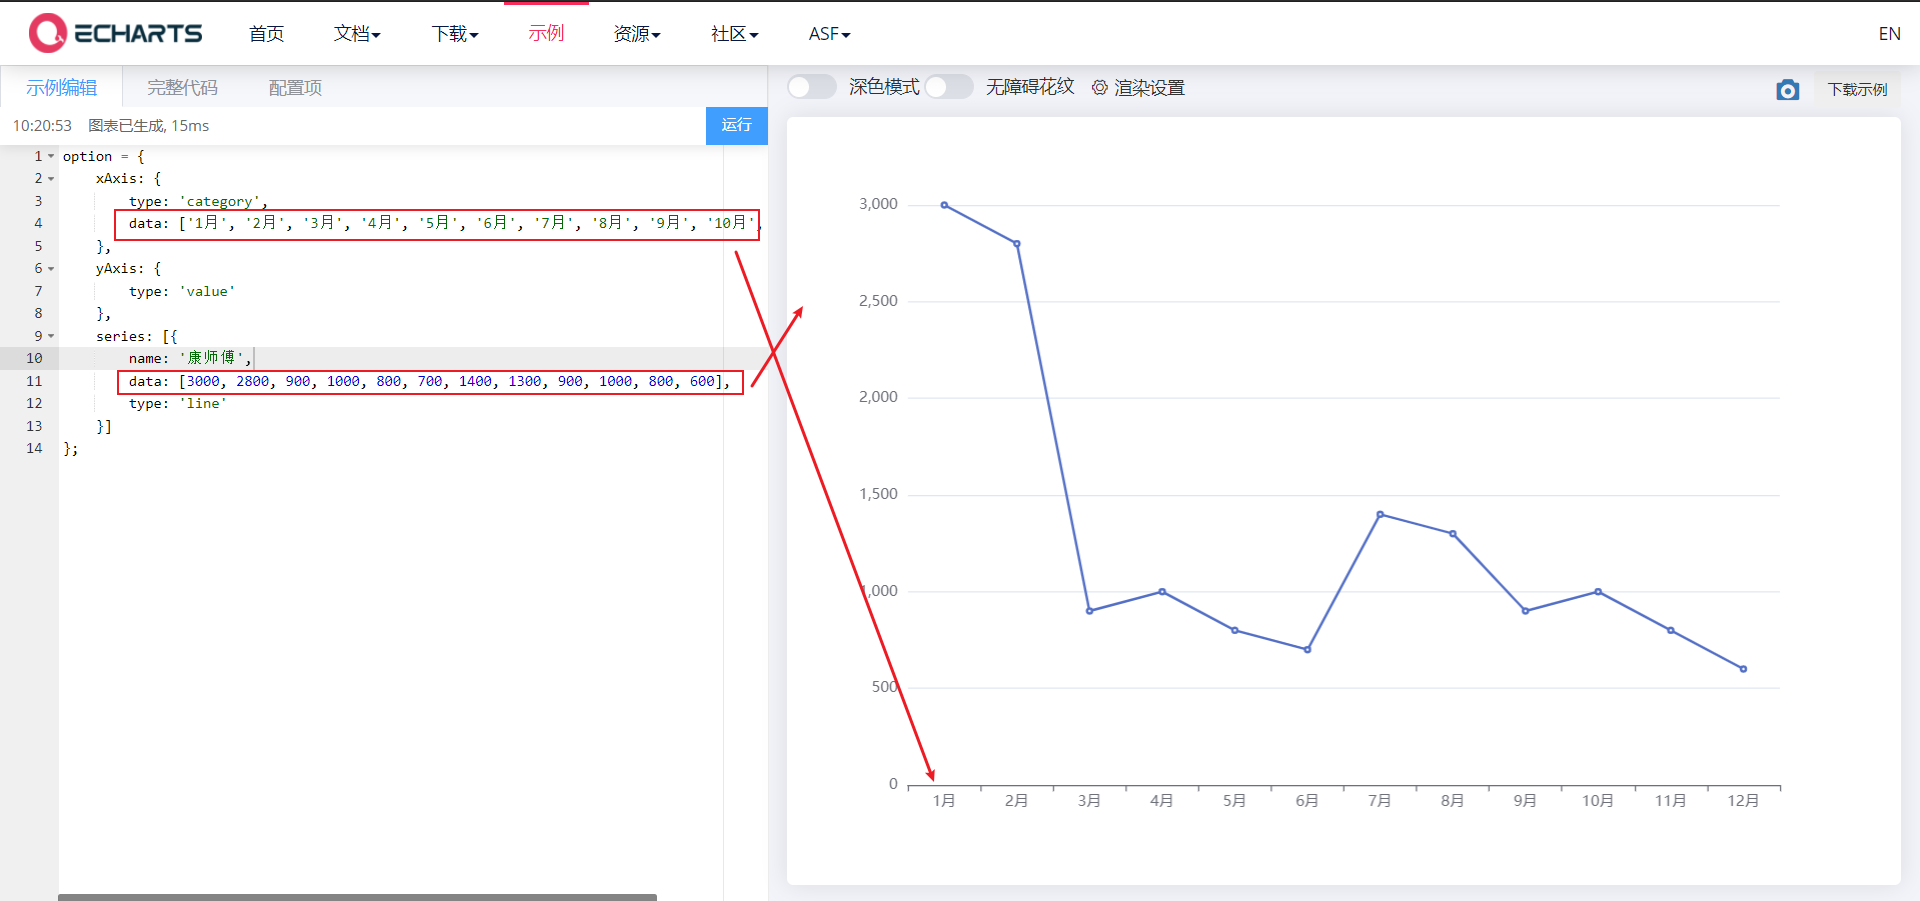 ECHARTS 首页 文档 下载 示例 资源 社区 ASF EN
示例编辑 完整代码 配置项
深色模式 无障碍花纹 渲染设置 下载示例
10:20:53 图表已生成, 15ms 运行
1 option = {
2 xAxis: {
3 type: 'category',
4 data: ['1月', '2月', '3月', '4月', '5月', '6月', '7月', '8月', '9月', '10月',
5 },
6 yAxis: {
7 type: 'value'
8 },
9 series: [{
10 name: '康师傅',
11 data: [3000, 2800, 900, 1000, 800, 700, 1400, 1300, 900, 1000, 800, 600],
12 type: 'line'
13 }]
14 };
3,000
2,500
2,000
1,500
1,000
500
0
1月 2月 3月 4月 5月 6月 7月 8月 9月 10月 11月 12月